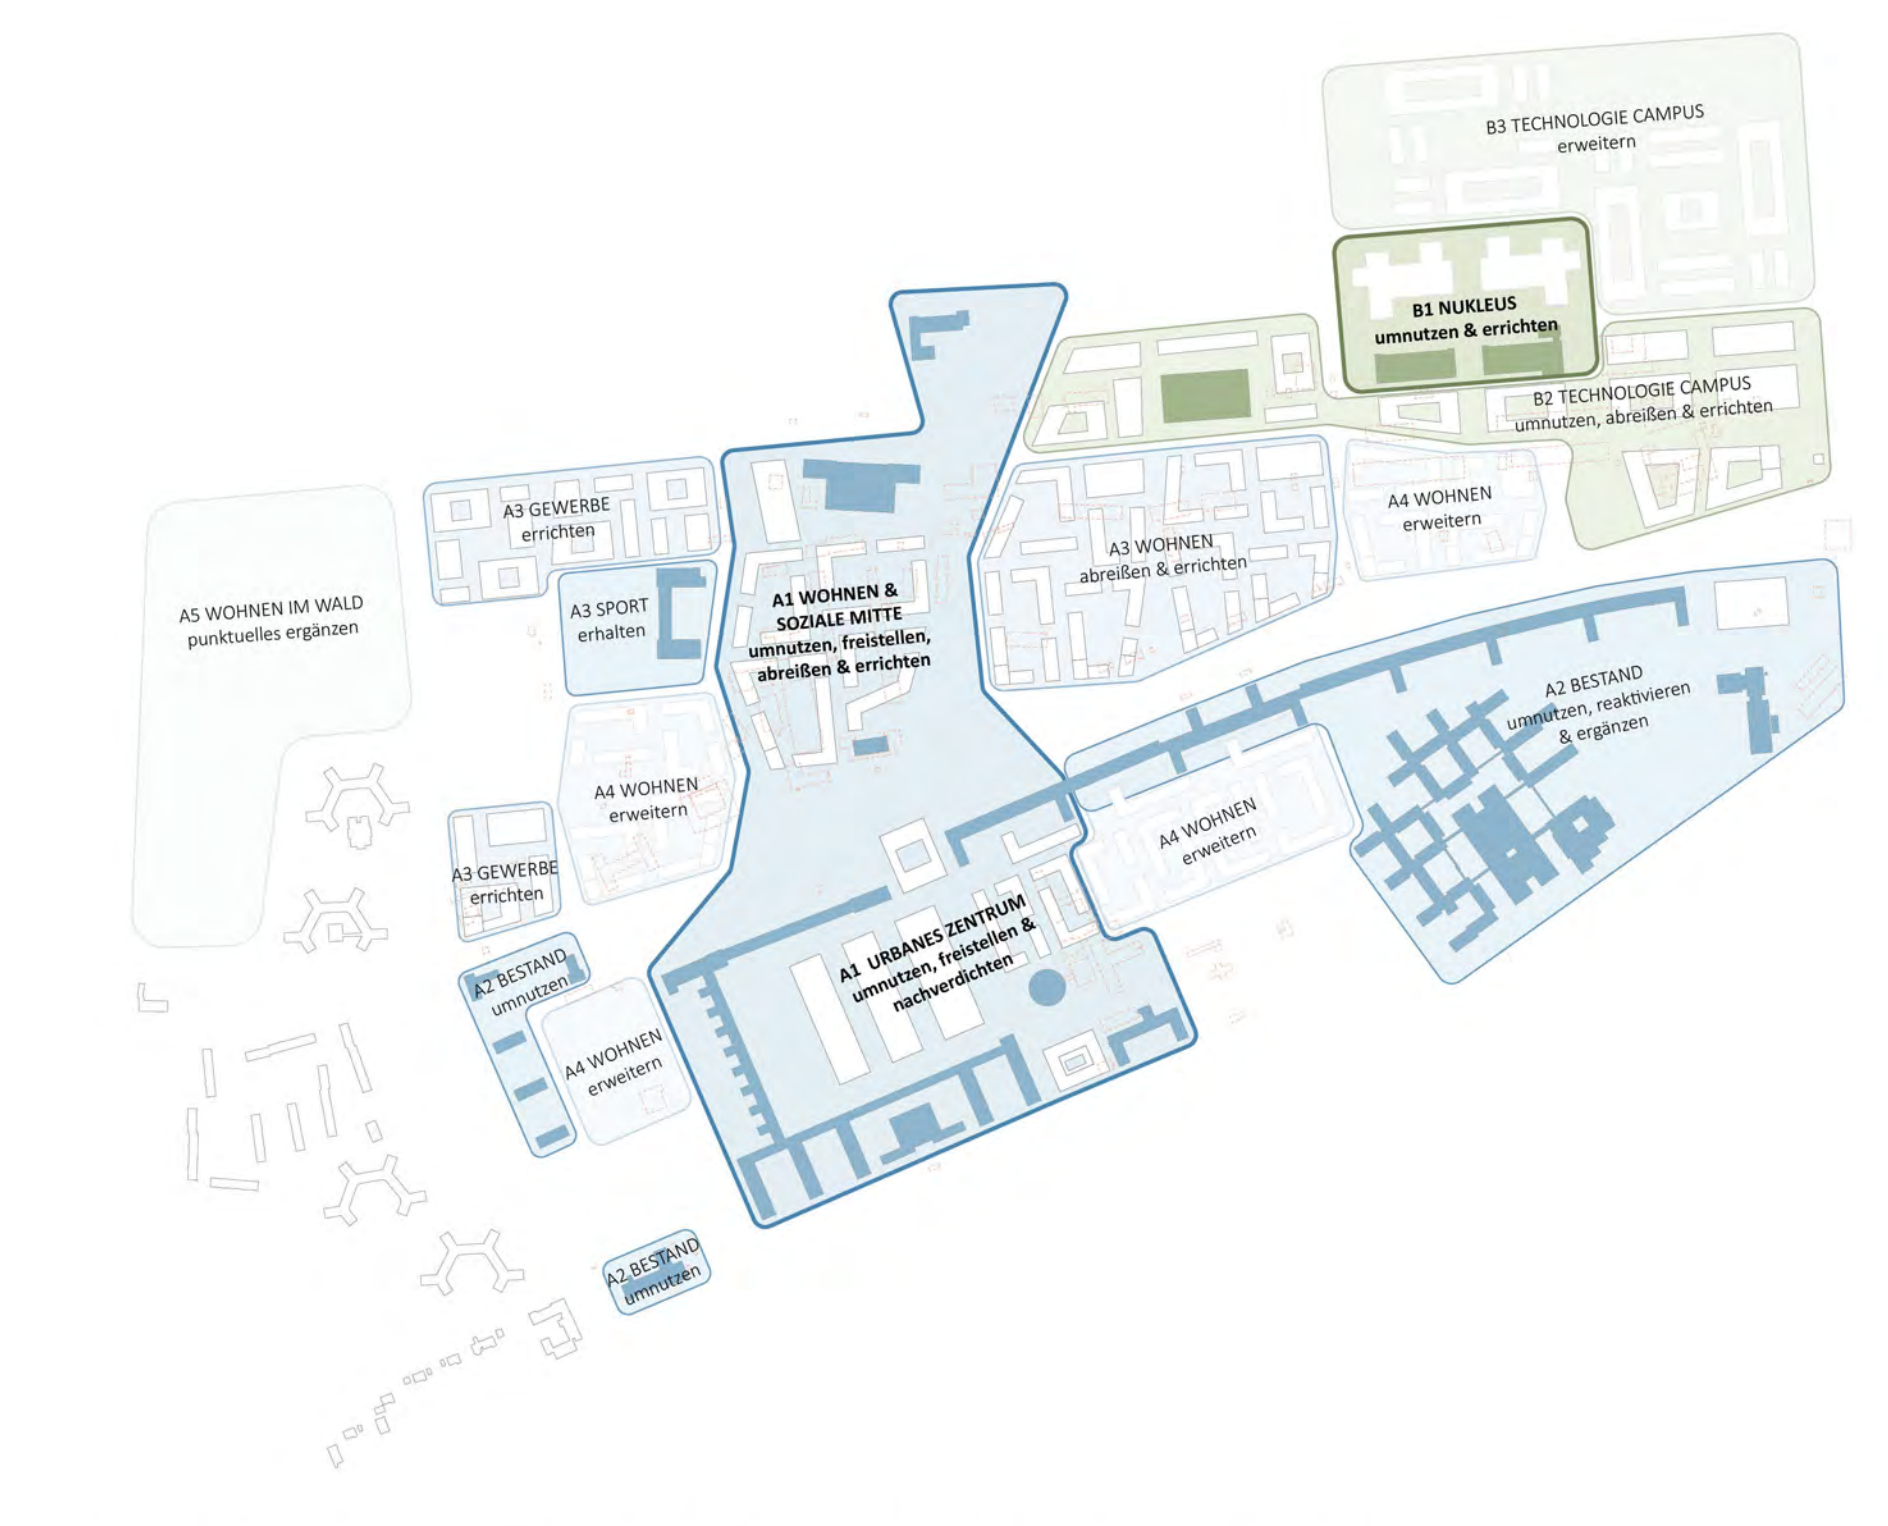 B3 TECHNOLOGIE CAMPUS
erweitern
B1 NUKLEUS
umnutzen & errichten
B2 TECHNOLOGIE CAMPUS
umnutzen, abreißen & errichten
A3 GEWERBE
errichten
A4 WOHNEN
erweitern
A3 WOHNEN
abreißen & errichten
A5 WOHNEN IM WALD
punktuelles ergänzen
A3 SPORT
erhalten
A1 WOHNEN &
SOZIALE MITTE
umnutzen, freistellen,
abreißen & errichten
A2 BESTAND
umnutzen, reaktivieren
& ergänzen
A4 WOHNEN
erweitern
A4 WOHNEN
erweitern
A3 GEWERBE
errichten
A1 URBANES ZENTRUM
umnutzen, freistellen &
nachverdichten
A2 BESTAND
umnutzen
A4 WOHNEN
erweitern
A2 BESTAND
umnutzen